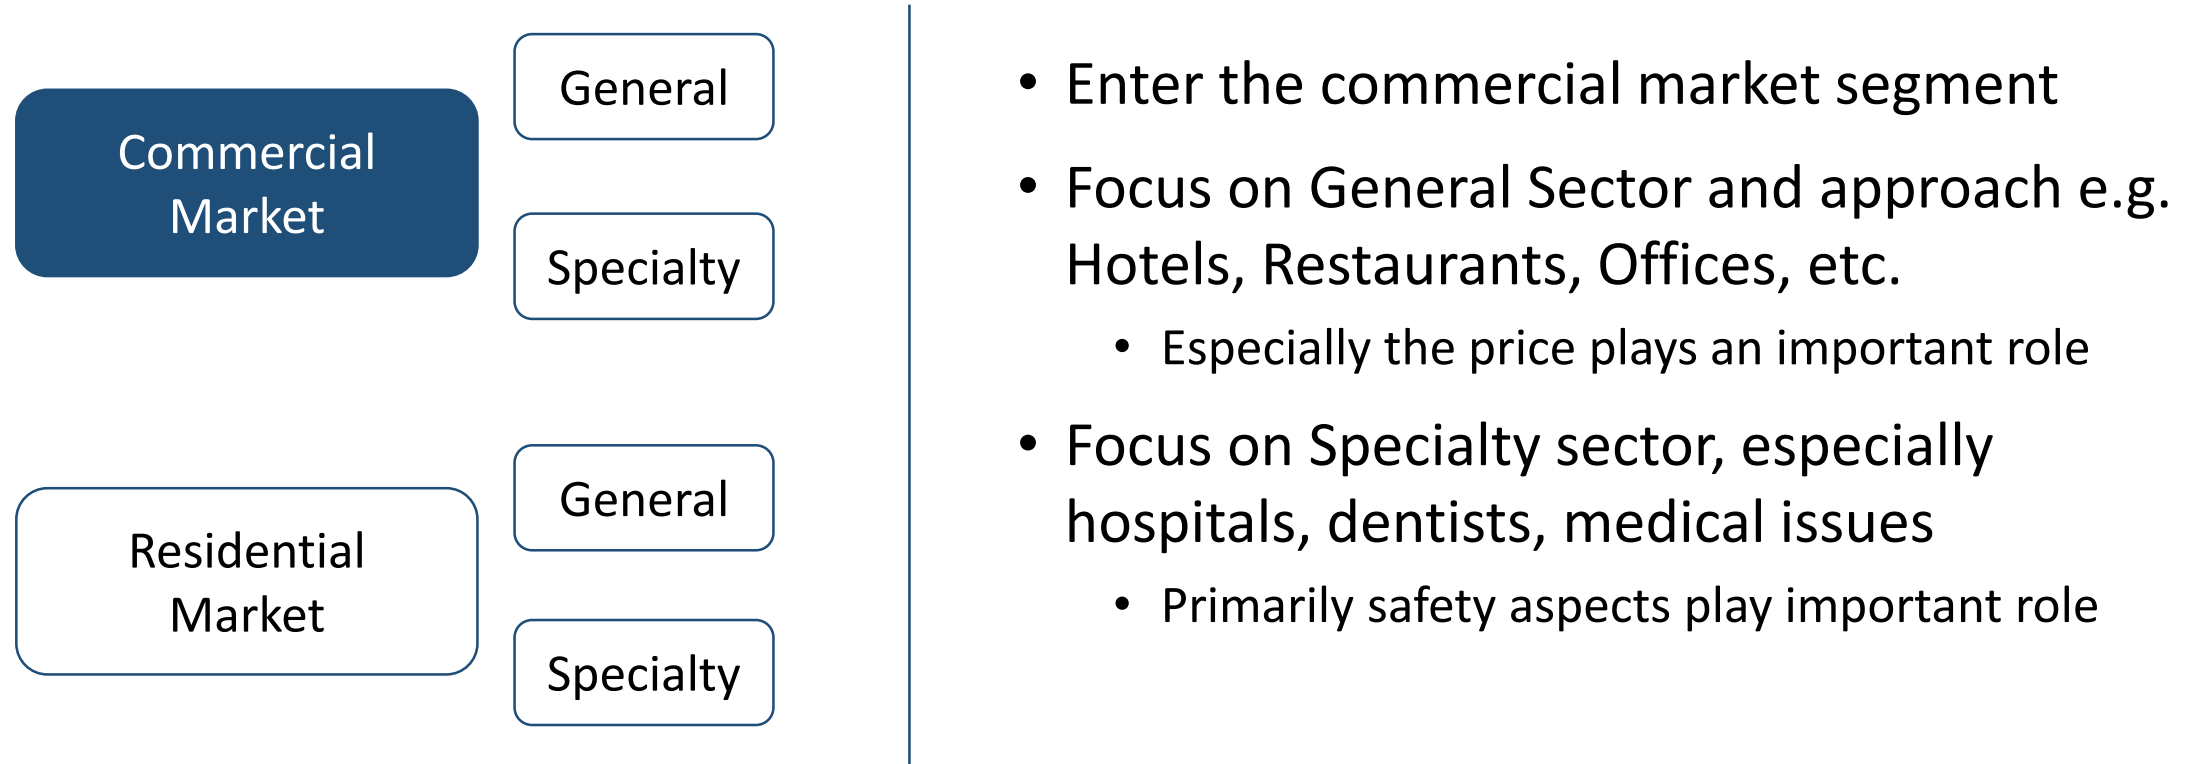 Commercial
Market
General
Specialty
Residential
Market
General
Specialty
• Enter the commercial market segment
• Focus on General Sector and approach e.g.
Hotels, Restaurants, Offices, etc.
• Especially the price plays an important role
• Focus on Specialty sector, especially
hospitals, dentists, medical issues
• Primarily safety aspects play important role